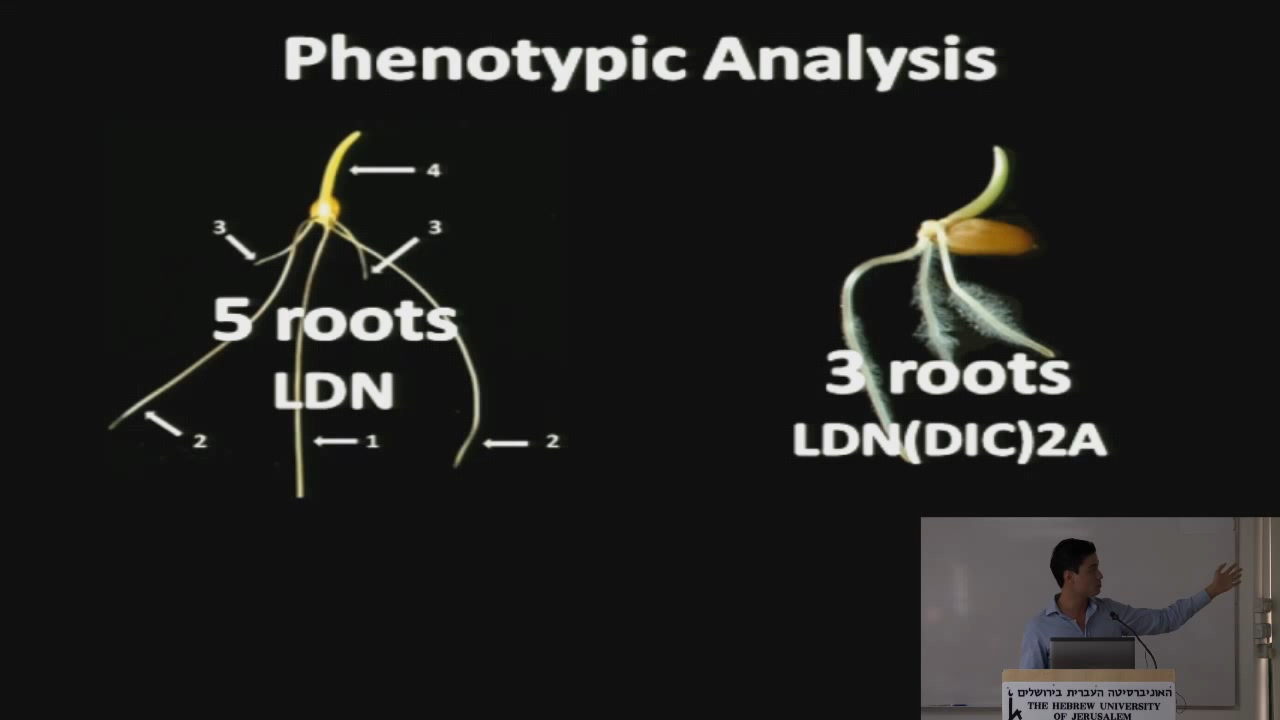 Phenotypic Analysis
4
3
3
5 roots
LDN
2
1
2
3 roots
LDN(DIC)2A
האוניברסיטה העברית בירושלים
THE HEBREW UNIVERSITY
OF JERUSALEM